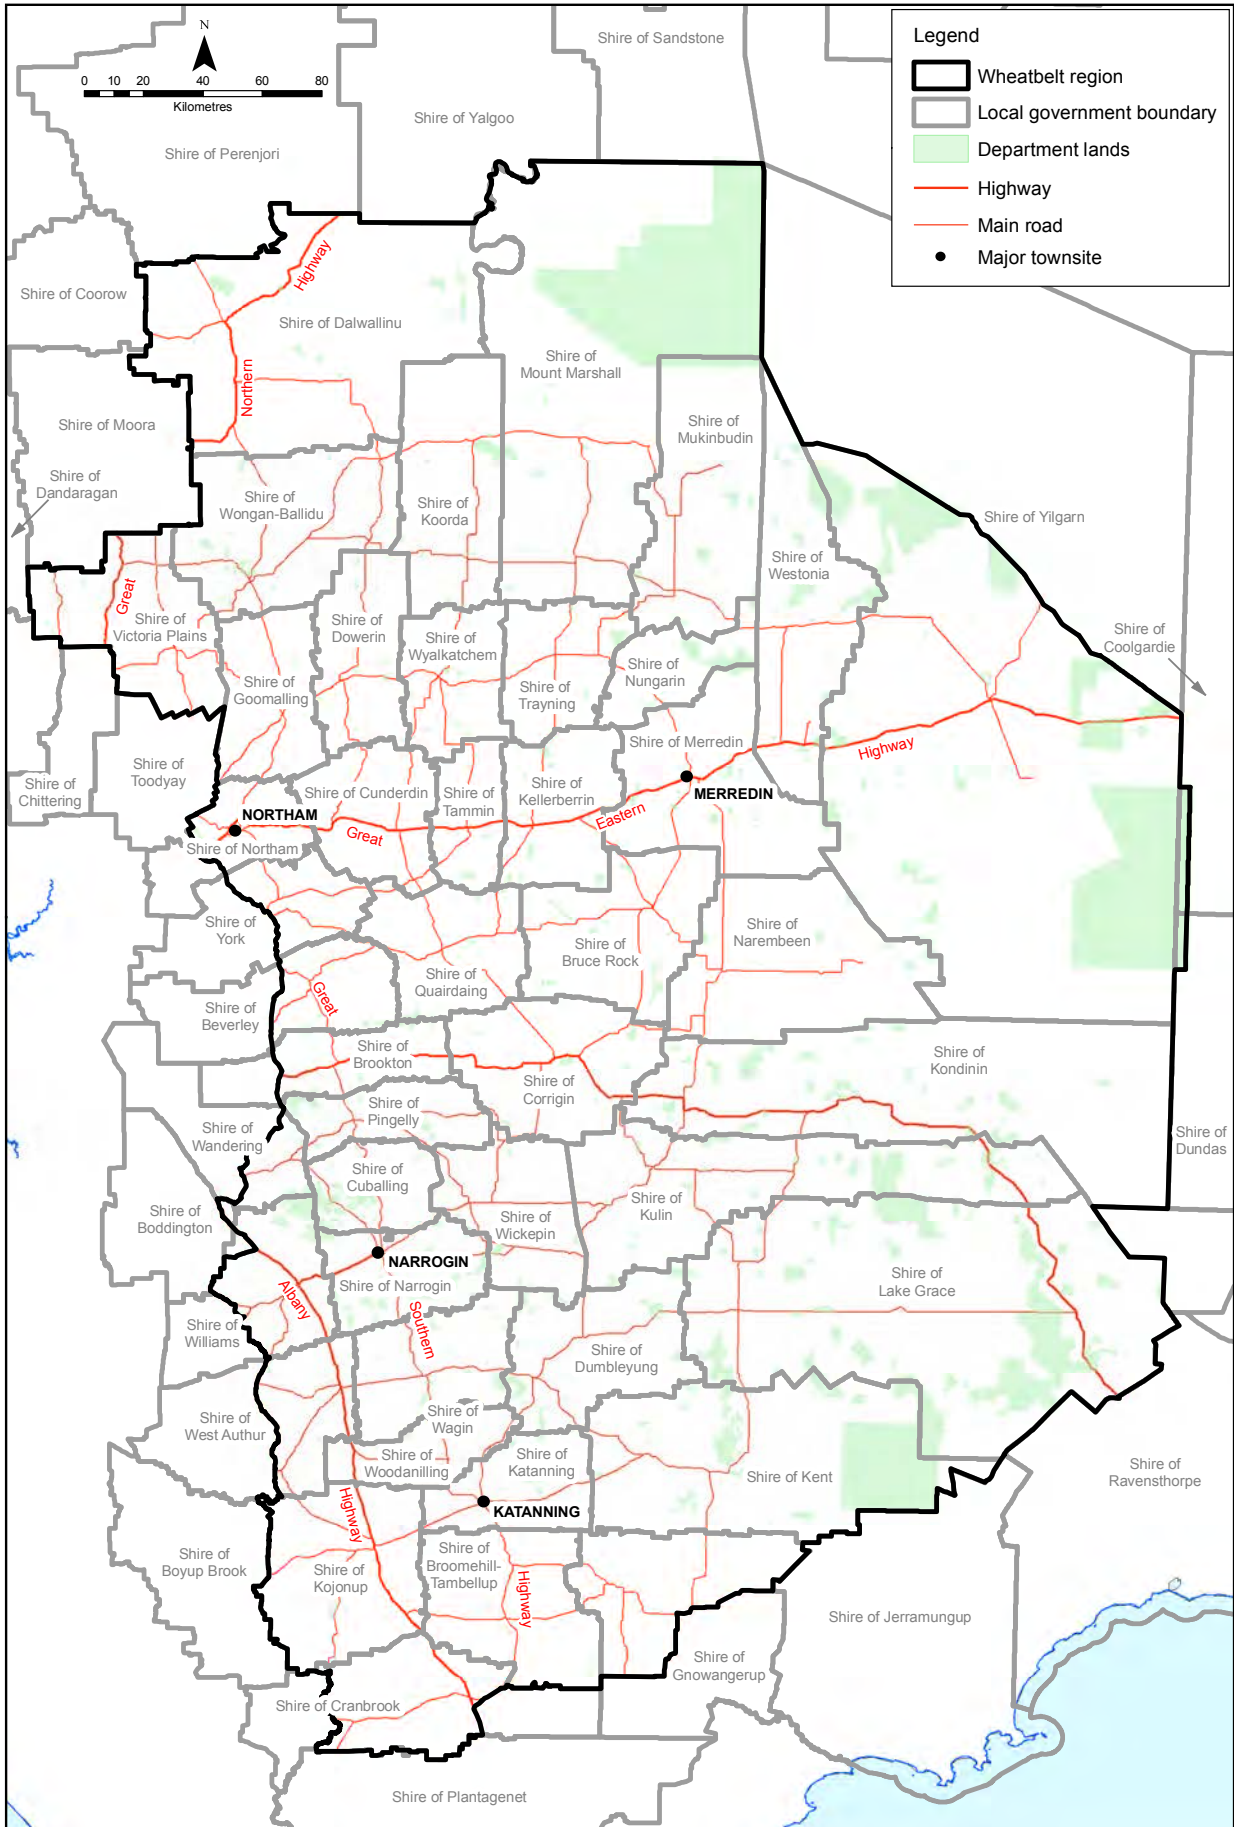 N
0 10 20 40 60 80
Kilometres
Legend
Wheatbelt region
Local government boundary
Department lands
Highway
Main road
Major townsite
Shire of Sandstone
Shire of Yalgoo
Shire of Perenjori
Shire of Coorow
Highway
Shire of Dalwallinu
Shire of
Mount Marshall
Northern
Shire of Moora
Shire of
Mukinbudin
Shire of
Dandaragan
Shire of
Wongan-Ballidu
Shire of
Koorda
Shire of Yilgarn
Shire of
Westonia
Great
Shire of
Victoria Plains
Shire of
Dowerin
Shire of
Wyalkatchem
Shire of
Coolgardie
Shire of
Nungarin
Shire of
Goomalling
Shire of
Trayning
Shire of Merredin
Highway
Shire of
Toodyay
Shire of
Chittering
Shire of Cunderdin
Shire of
Tammin
Shire of
Kellerberrin
MERREDIN
NORTHAM
Great
Eastern
Shire of Northam
Shire of
York
Shire of
Narembeen
Shire of
Bruce Rock
Shire of
Quairdaing
Great
Shire of
Beverley
Shire of
Brookton
Shire of
Kondinin
Shire of
Corrigin
Shire of
Pingelly
Shire of
Wandering
Shire of
Dundas
Shire of
Cuballing
Shire of
Kulin
Shire of
Boddington
Shire of
Wickepin
NARROGIN
Shire of Narrogin
Shire of
Lake Grace
Albany
Southern
Shire of
Williams
Shire of
Dumbleyung
Shire of
West Authur
Shire of
Wagin
Shire of
Woodanilling
Shire of
Katanning
Shire of Kent
Shire of
Ravensthorpe
Highway
KATANNING
Shire of
Boyup Brook
Shire of
Kojonup
Shire of
Broomehill-
Tambellup
Highway
Shire of Jerramungup
Shire of
Gnowangerup
Shire of Cranbrook
Shire of Plantagenet